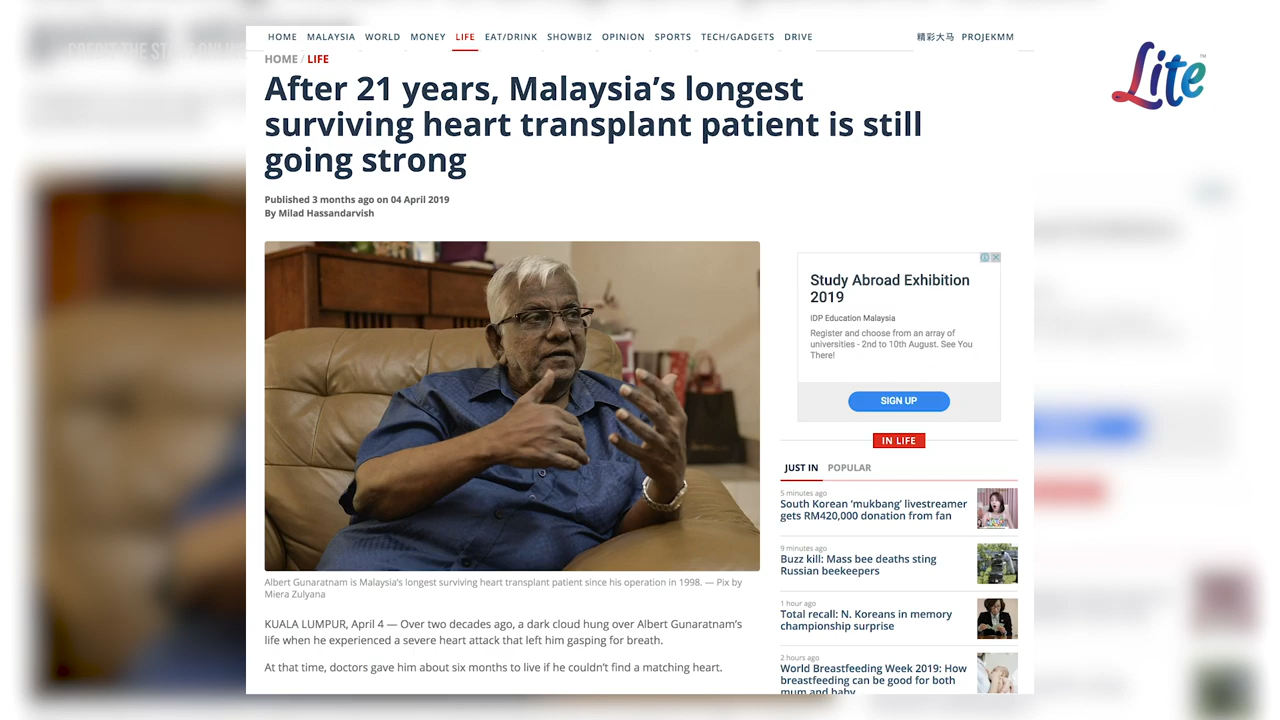 HOME MALAYSIA WORLD MONEY LIFE EAT/DRINK SHOWBIZ OPINION SPORTS TECH/GADGETS DRIVE 精彩大马 PROJEKMM
HOME / LIFE
After 21 years, Malaysia's longest
surviving heart transplant patient is still
going strong
Published 3 months ago on 04 April 2019
By Milad Hassandarvish
Albert Gunaratnam is Malaysia's longest surviving heart transplant patient since his operation in 1998. — Pix by
Miera Zulyana
KUALA LUMPUR, April 4 — Over two decades ago, a dark cloud hung over Albert Gunaratnam's
life when he experienced a severe heart attack that left him gasping for breath.
At that time, doctors gave him about six months to live if he couldn't find a matching heart.
Lite™
Study Abroad Exhibition
2019
IDP Education Malaysia
Register and choose from an array of
universities - 2nd to 10th August. See You
There!
SIGN UP
IN LIFE
JUST IN POPULAR
5 minutes ago
South Korean 'mukbang' livestreamer
gets RM420,000 donation from fan
9 minutes ago
Buzz kill: Mass bee deaths sting
Russian beekeepers
1 hour ago
Total recall: N. Koreans in memory
championship surprise
2 hours ago
World Breastfeeding Week 2019: How
breastfeeding can be good for both
mum and baby